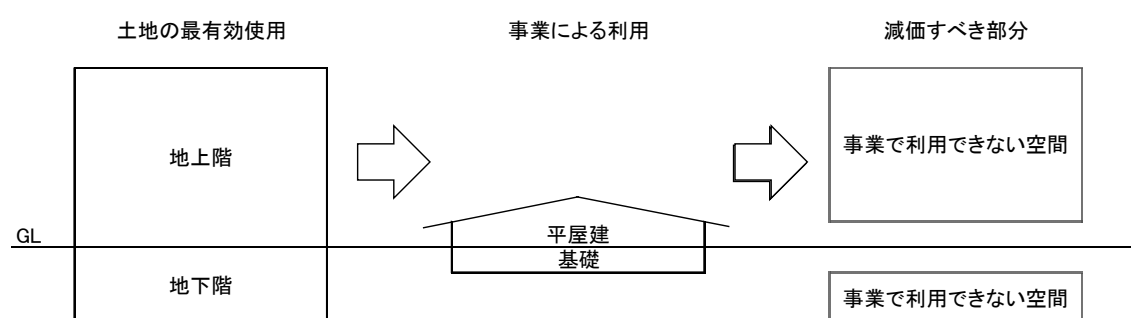 土地の最有効使用
事業による利用
減価すべき部分
地上階
事業で利用できない空間
GL
平屋建
基礎
地下階
事業で利用できない空間